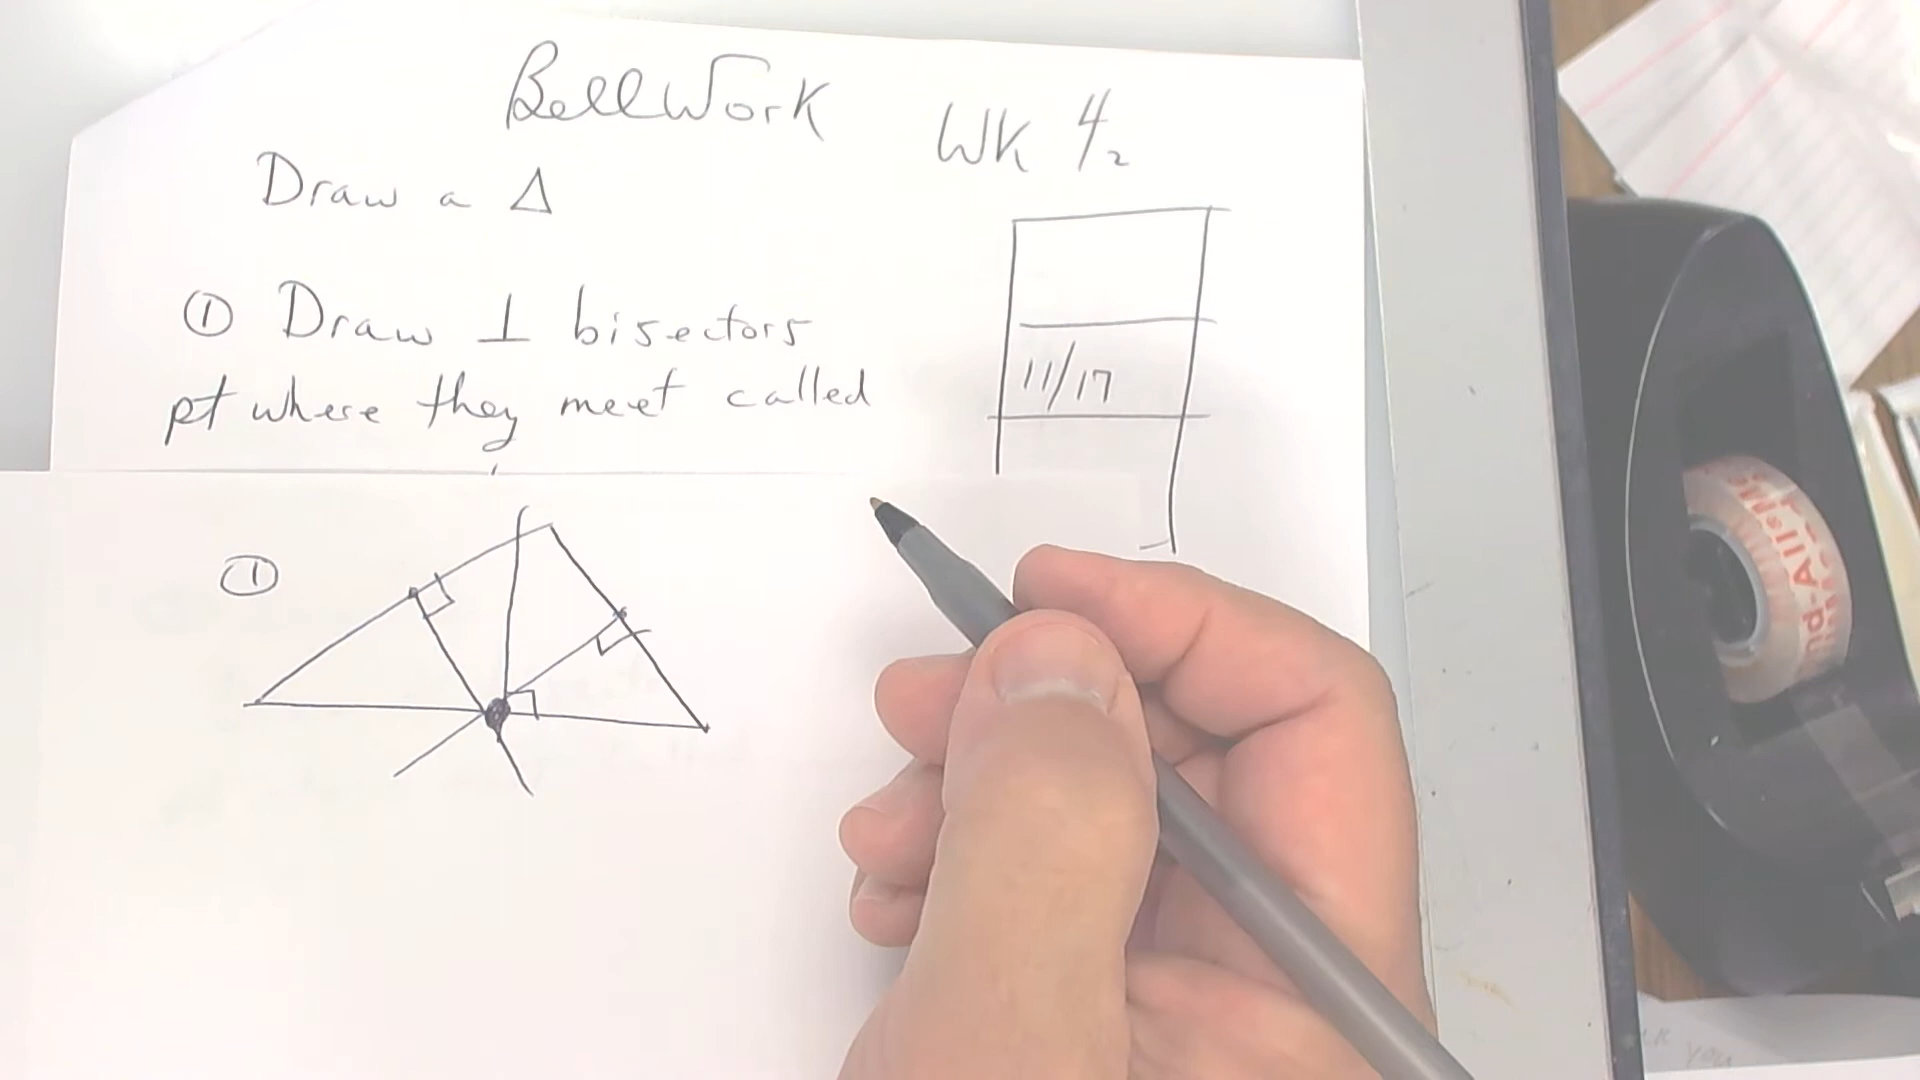 BellWork
WK 4/2
Draw a Δ
① Draw ⊥ bisectors
pt where they meet called
11/17
①